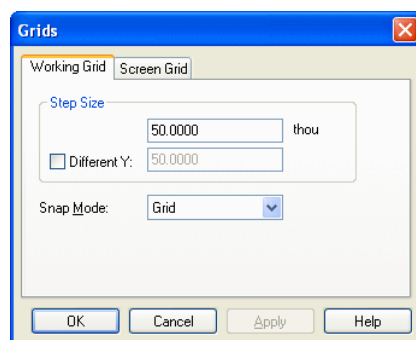 Grids
Working Grid Screen Grid
Step Size
50.0000 thou
Different Y: 50.0000
Snap Mode: Grid
OK Cancel Apply Help